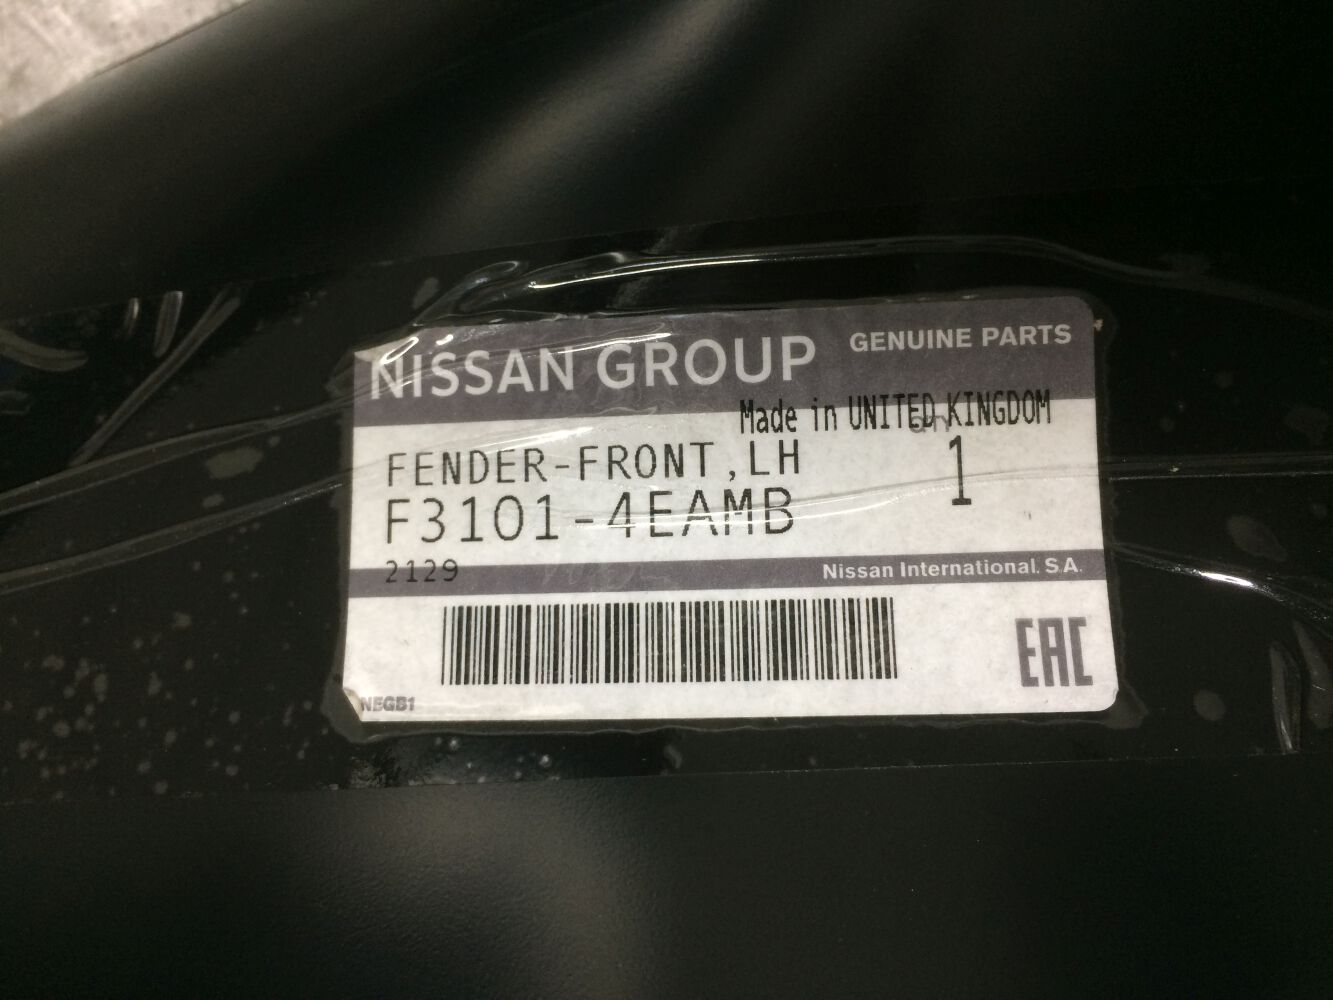 NISSAN GROUP
GENUINE PARTS
Made in UNITED KINGDOM
FENDER-FRONT,LH
1
F3101-4EAMB
2129
Nissan International. S.A.
EAC
NEGB1